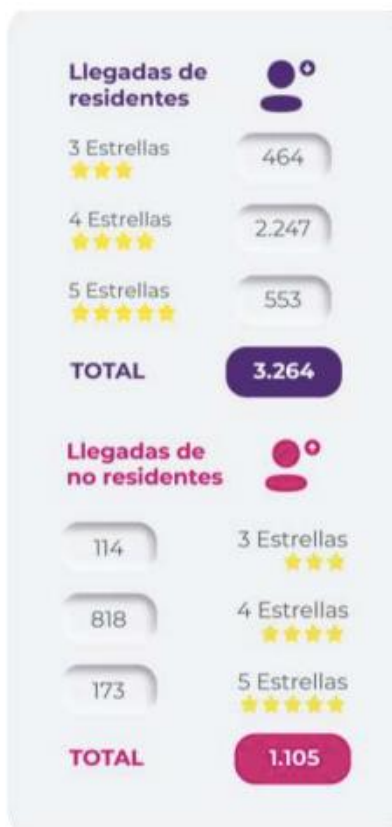 Llegadas de
residentes
3 Estrellas
464
4 Estrellas
2.247
5 Estrellas
553
TOTAL
3.264
Llegadas de
no residentes
114
3 Estrellas
818
4 Estrellas
173
5 Estrellas
TOTAL
1.105